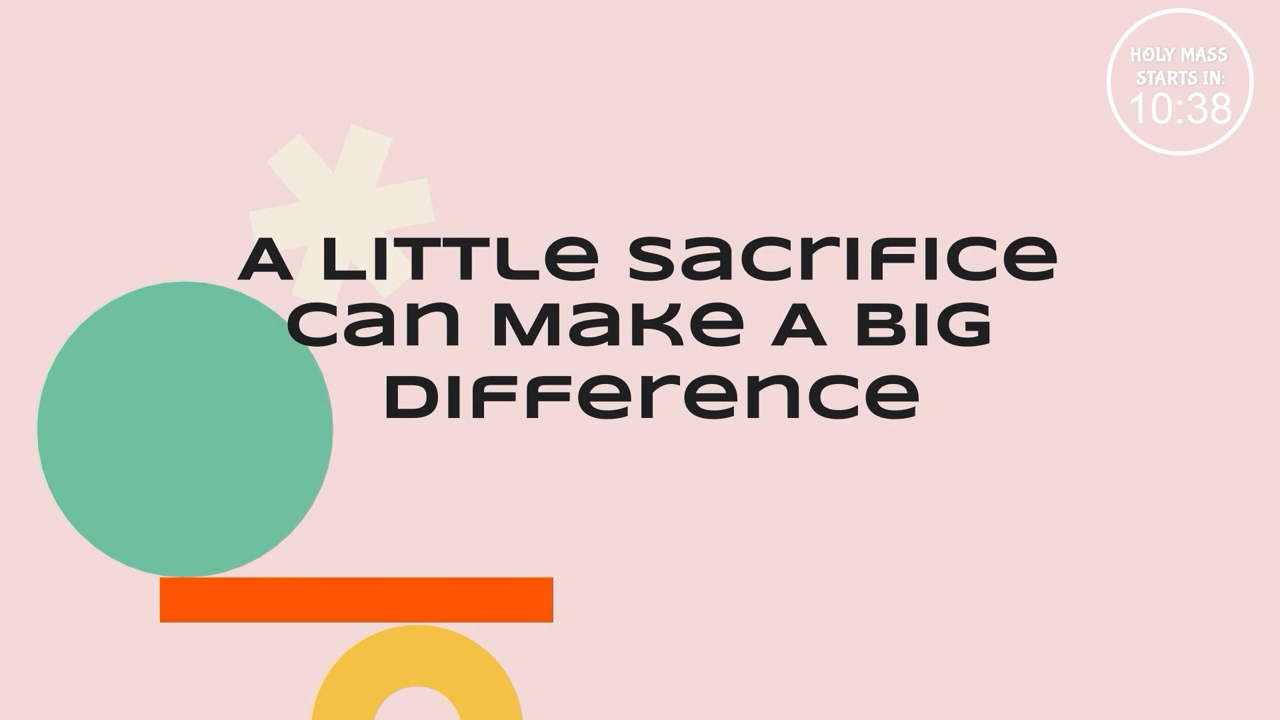 HOLY MASS
STARTS IN:
10:38
A LITTLE SACRIFICE
CAN MAKE A BIG
DIFFERENCE